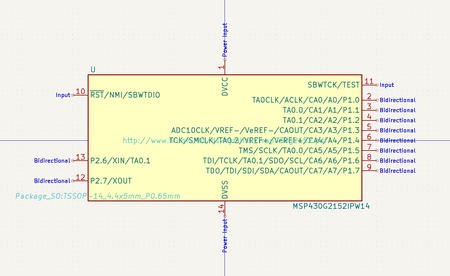 Power Input
1
DVCC
U
Input 10 RST/NMI/SBWTDIO
SBWTCK/TEST 11 Input
TA0CLK/ACLK/CA0/A0/P1.0 2 Bidirectional
TA0.0/CA1/A1/P1.1 3 Bidirectional
TA0.1/CA2/A2/P1.2 4 Bidirectional
ADC10CLK/VREF-/VeREF-/CAOUT/CA3/A3/P1.3 5 Bidirectional
TCK/SMCLK/TA0.2/VREF+/VeREF+/CA4/A4/P1.4 6 Bidirectional
http://www.
TMS/SCLK/TA0.0/CA5/A5/P1.5 7 Bidirectional
Bidirectional 13 P2.6/XIN/TA0.1
TDI/TCLK/TA0.1/SDO/SCL/CA6/A6/P1.6 8 Bidirectional
TDO/TDI/SDI/SDA/CAOUT/CA7/A7/P1.7 9 Bidirectional
Bidirectional 12 P2.7/XOUT
Package_SO:TSSOP-14_4.4x5mm_P0.65mm
DVSS
14
MSP430G2152IPW14
Power Input